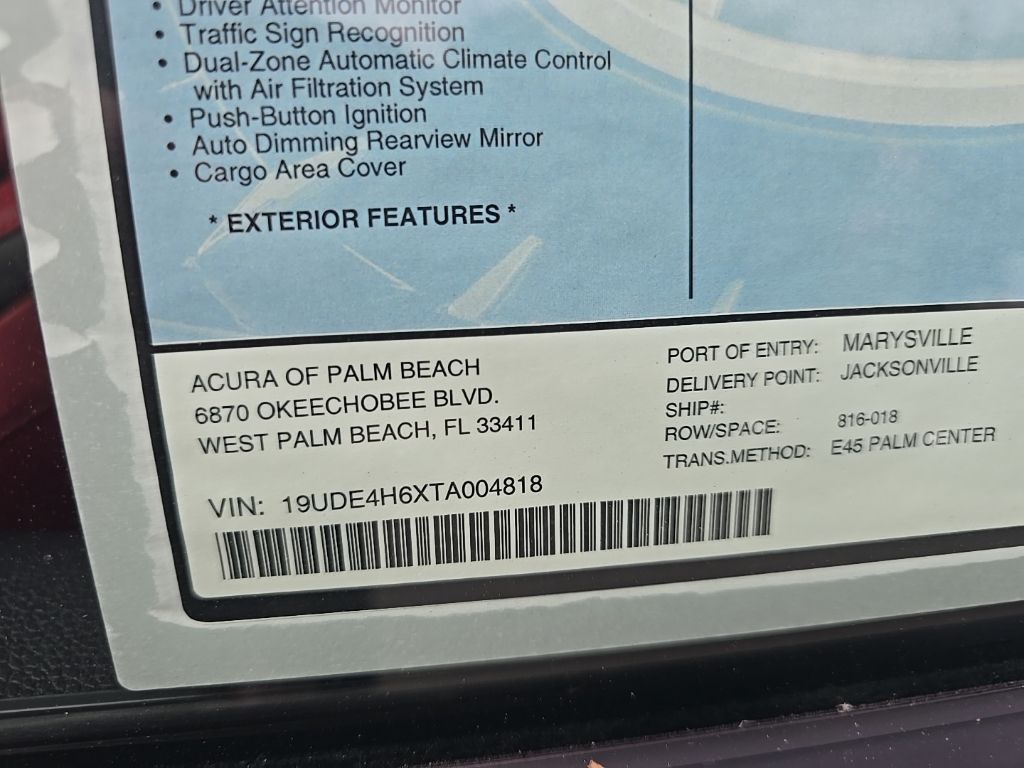 • Driver Attention Monitor
• Traffic Sign Recognition
• Dual-Zone Automatic Climate Control
with Air Filtration System
• Push-Button Ignition
• Auto Dimming Rearview Mirror
• Cargo Area Cover
* EXTERIOR FEATURES *
ACURA OF PALM BEACH
6870 OKEECHOBEE BLVD.
WEST PALM BEACH, FL 33411
VIN: 19UDE4H6XTA004818
PORT OF ENTRY: MARYSVILLE
DELIVERY POINT: JACKSONVILLE
SHIP#:
ROW/SPACE: 816-018
TRANS.METHOD: E45 PALM CENTER